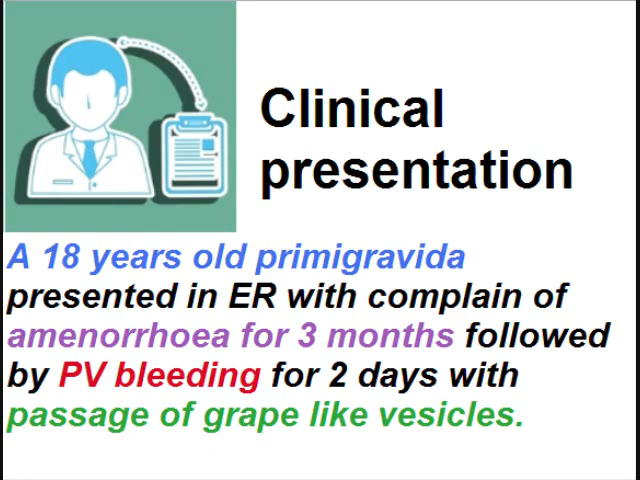 Clinical
presentation
A 18 years old primigravida
presented in ER with complain of
amenorrhoea for 3 months followed
by PV bleeding for 2 days with
passage of grape like vesicles.